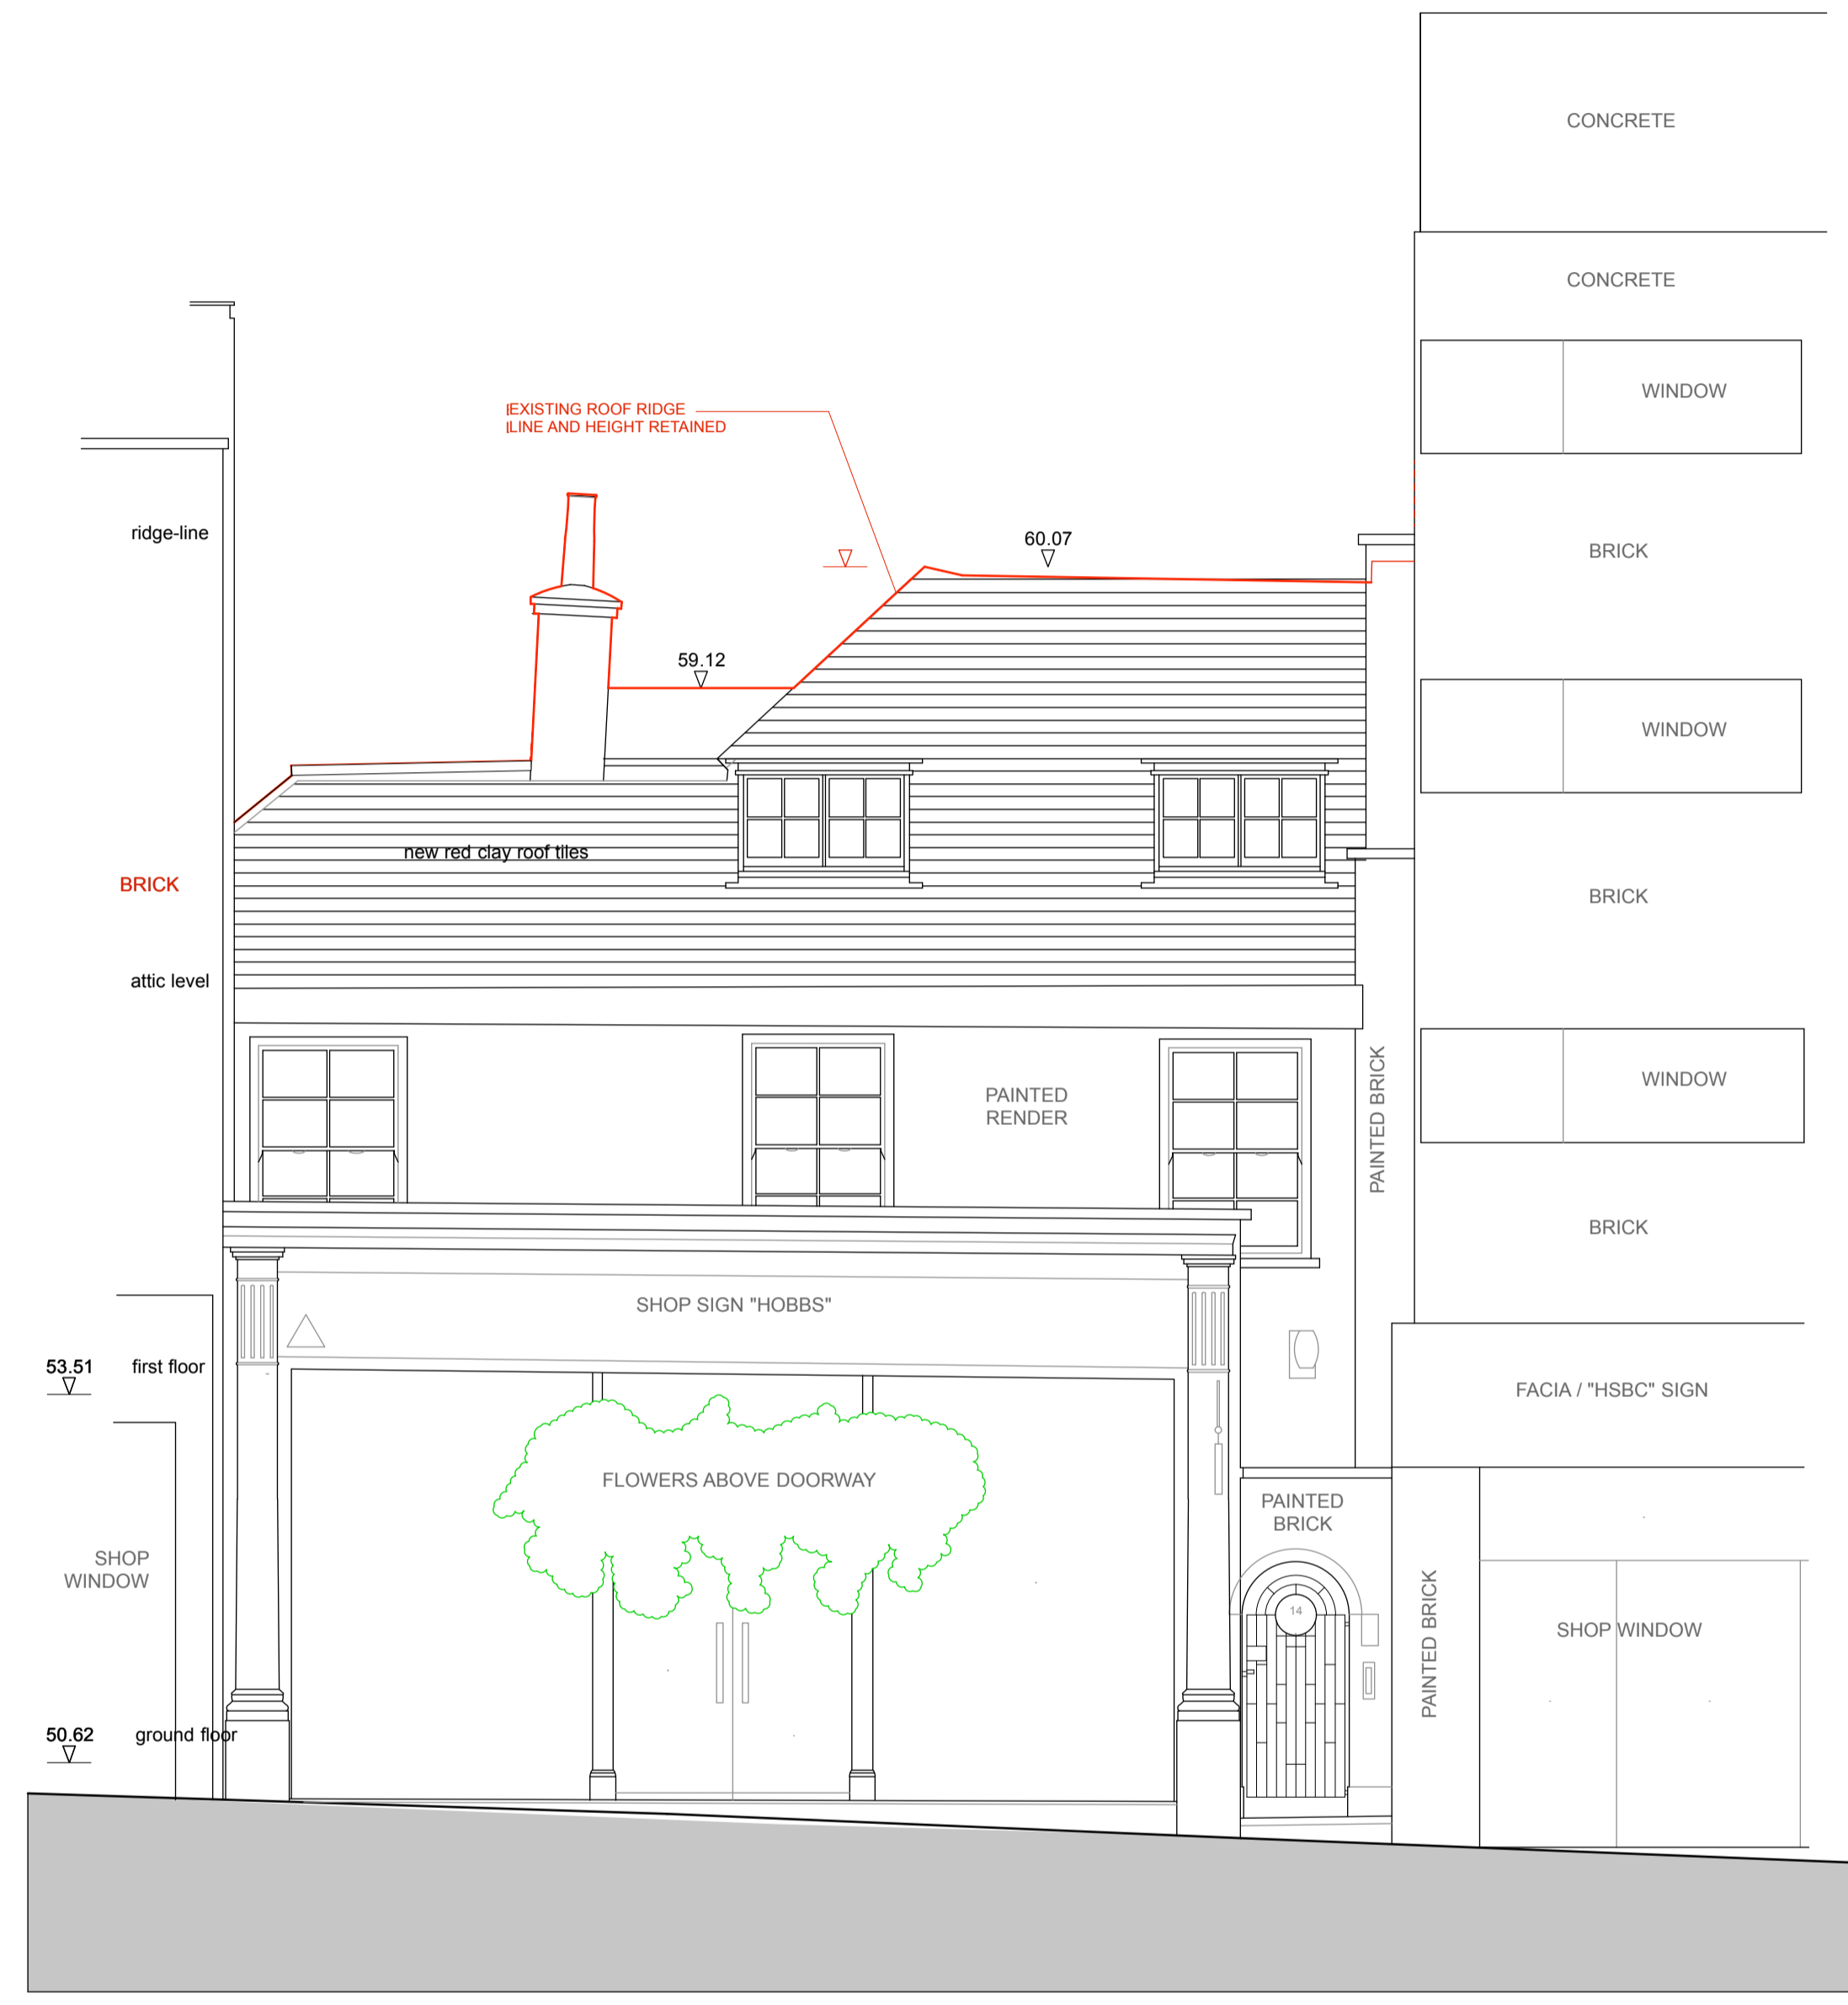 CONCRETE
CONCRETE
WINDOW
EXISTING ROOF RIDGE
LINE AND HEIGHT RETAINED
ridge-line
60.07
BRICK
59.12
WINDOW
new red clay roof tiles
BRICK
BRICK
attic level
WINDOW
PAINTED
RENDER
PAINTED BRICK
BRICK
SHOP SIGN "HOBBS"
53.51 first floor
FACIA / "HSBC" SIGN
FLOWERS ABOVE DOORWAY
PAINTED
BRICK
SHOP
WINDOW
14
PAINTED BRICK
SHOP WINDOW
50.62 ground floor